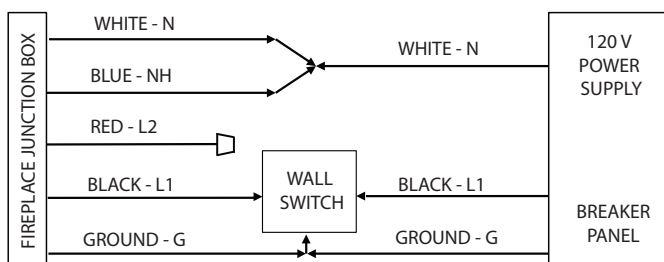 FIREPLACE JUNCTION BOX
WHITE - N
BLUE - NH
RED - L2
BLACK - L1
GROUND - G
WALL
SWITCH
WHITE - N
BLACK - L1
GROUND - G
120 V
POWER
SUPPLY
BREAKER
PANEL